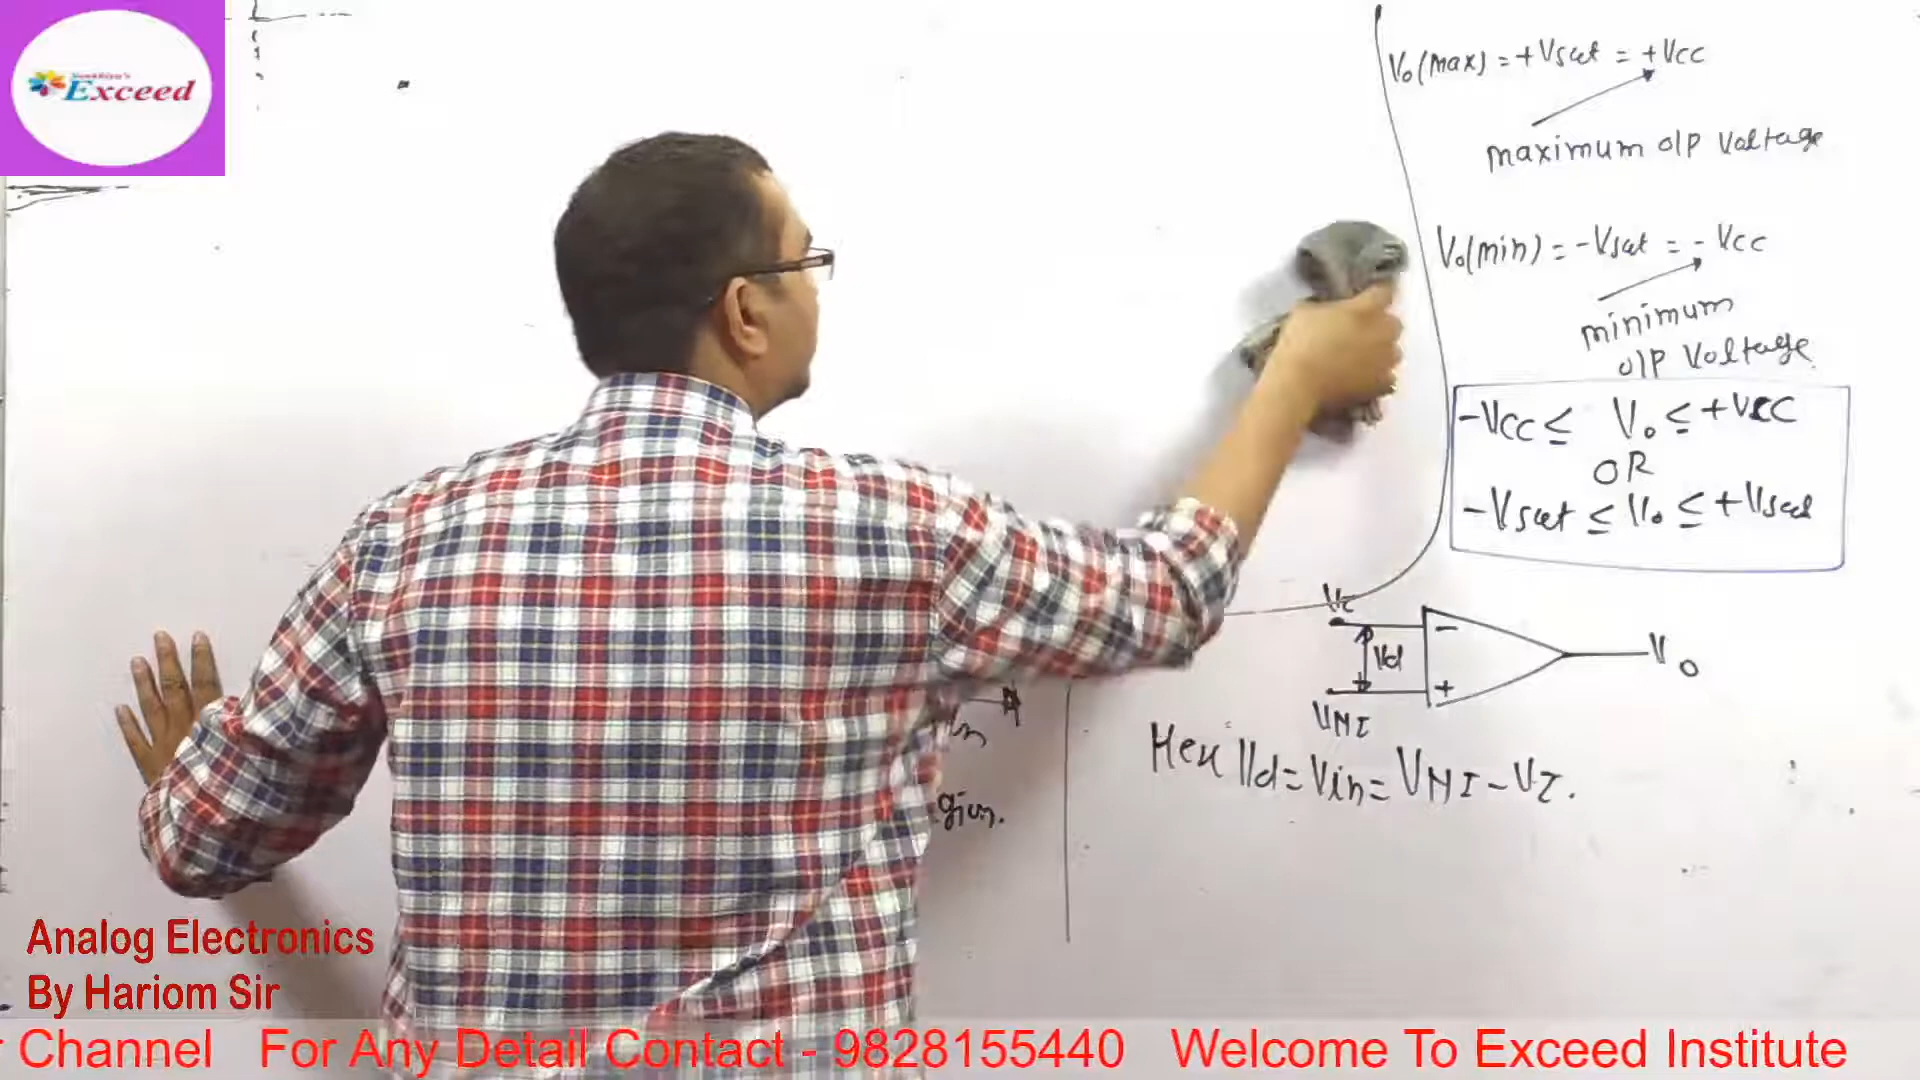 Exceed
Vo(max) = +Vsat = +Vcc
maximum o/p Voltage
Vo(min) = -Vsat = - Vcc
minimum
o/p Voltage.
-Vcc ≤ Vo ≤ +Vcc
OR
-Vsat ≤ Vo ≤ +Vsat
VI
-
Vd
Vo
+
VNI
Here Vd = Vin = VNI - VI.
gion.
Analog Electronics
By Hariom Sir
Channel For Any Detail Contact - 9828155440 Welcome To Exceed Institute